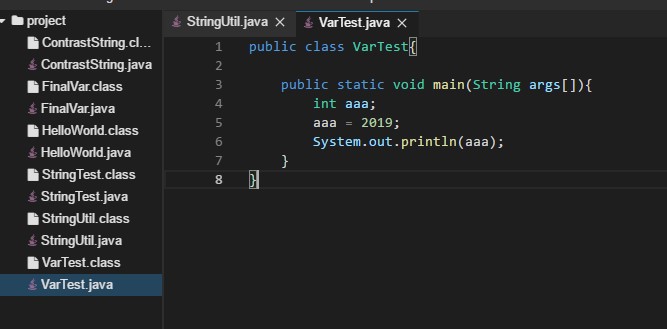 project
ContrastString.cl...
ContrastString.java
FinalVar.class
FinalVar.java
HelloWorld.class
HelloWorld.java
StringTest.class
StringTest.java
StringUtil.class
StringUtil.java
VarTest.class
VarTest.java
StringUtil.java VarTest.java
1 public class VarTest{
2
3 public static void main(String args[]){
4 int aaa;
5 aaa = 2019;
6 System.out.println(aaa);
7 }
8 }